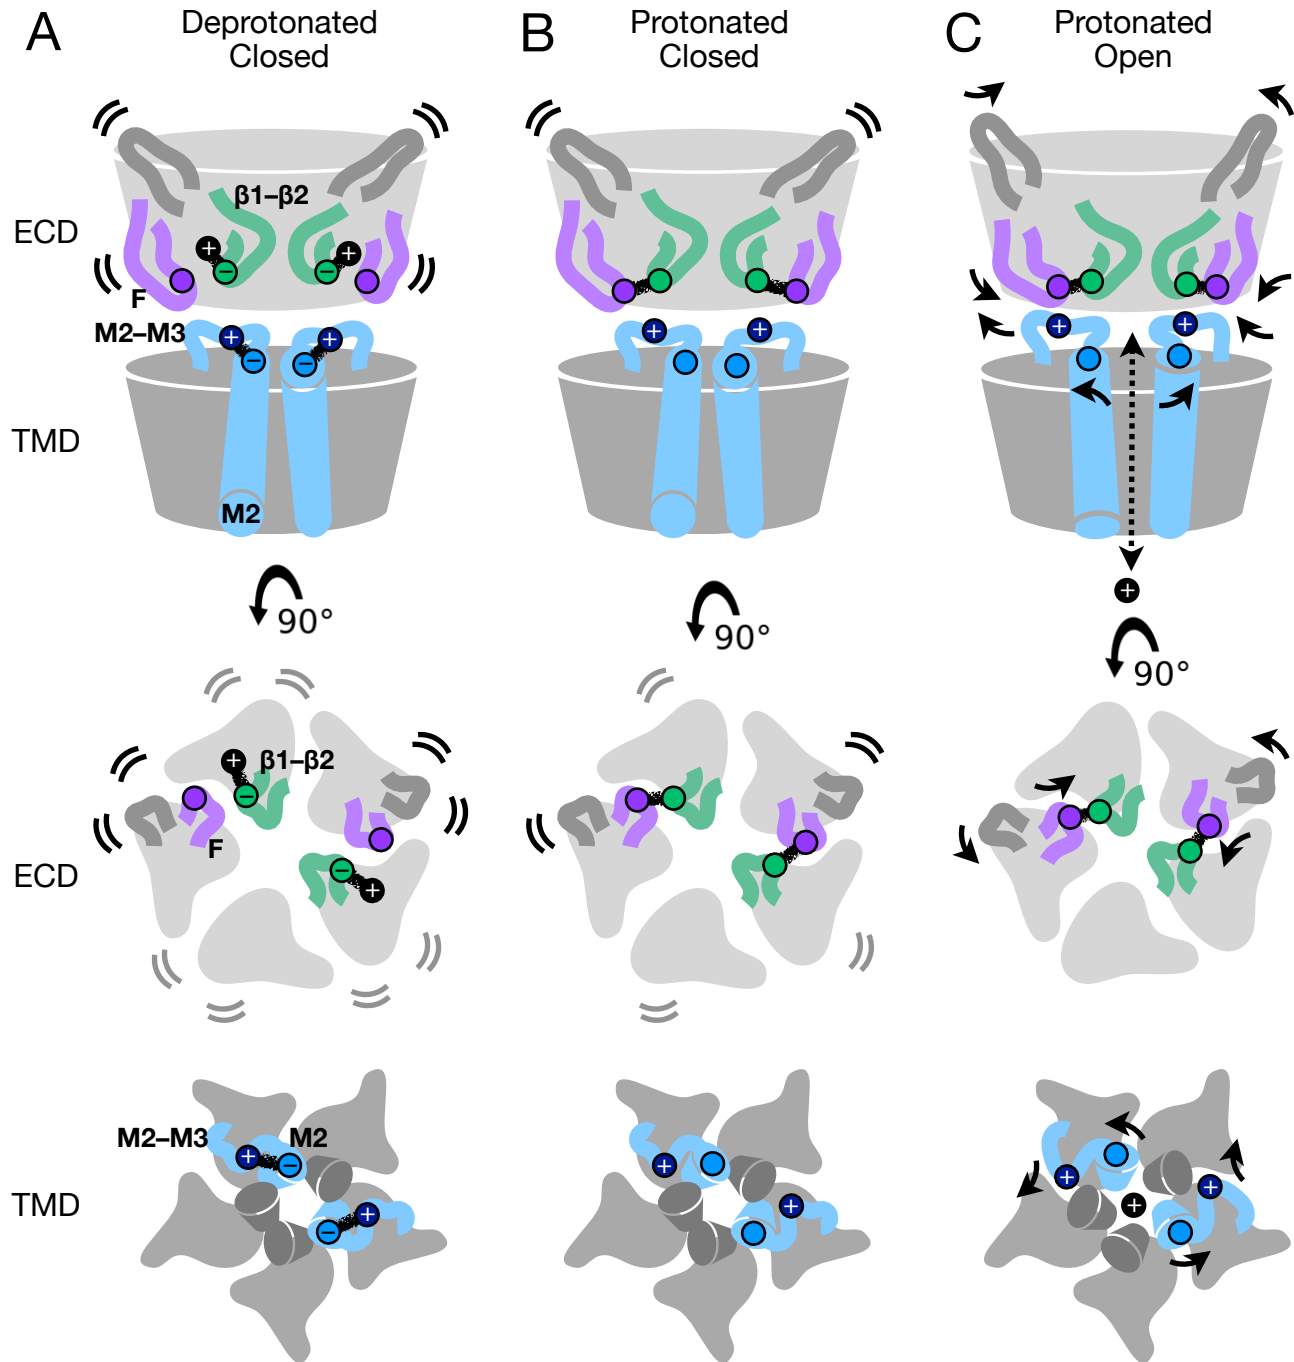 A
Deprotonated
Closed
B
Protonated
Closed
C
Protonated
Open
ECD
β1–β2
+
+
−
−
F
M2–M3
+
+
−
−
+
+
+
+
TMD
M2
+
90°
90°
90°
ECD
+
β1–β2
−
F
−
+
TMD
M2–M3
M2
+
−
+
−
+
+
+
+
+